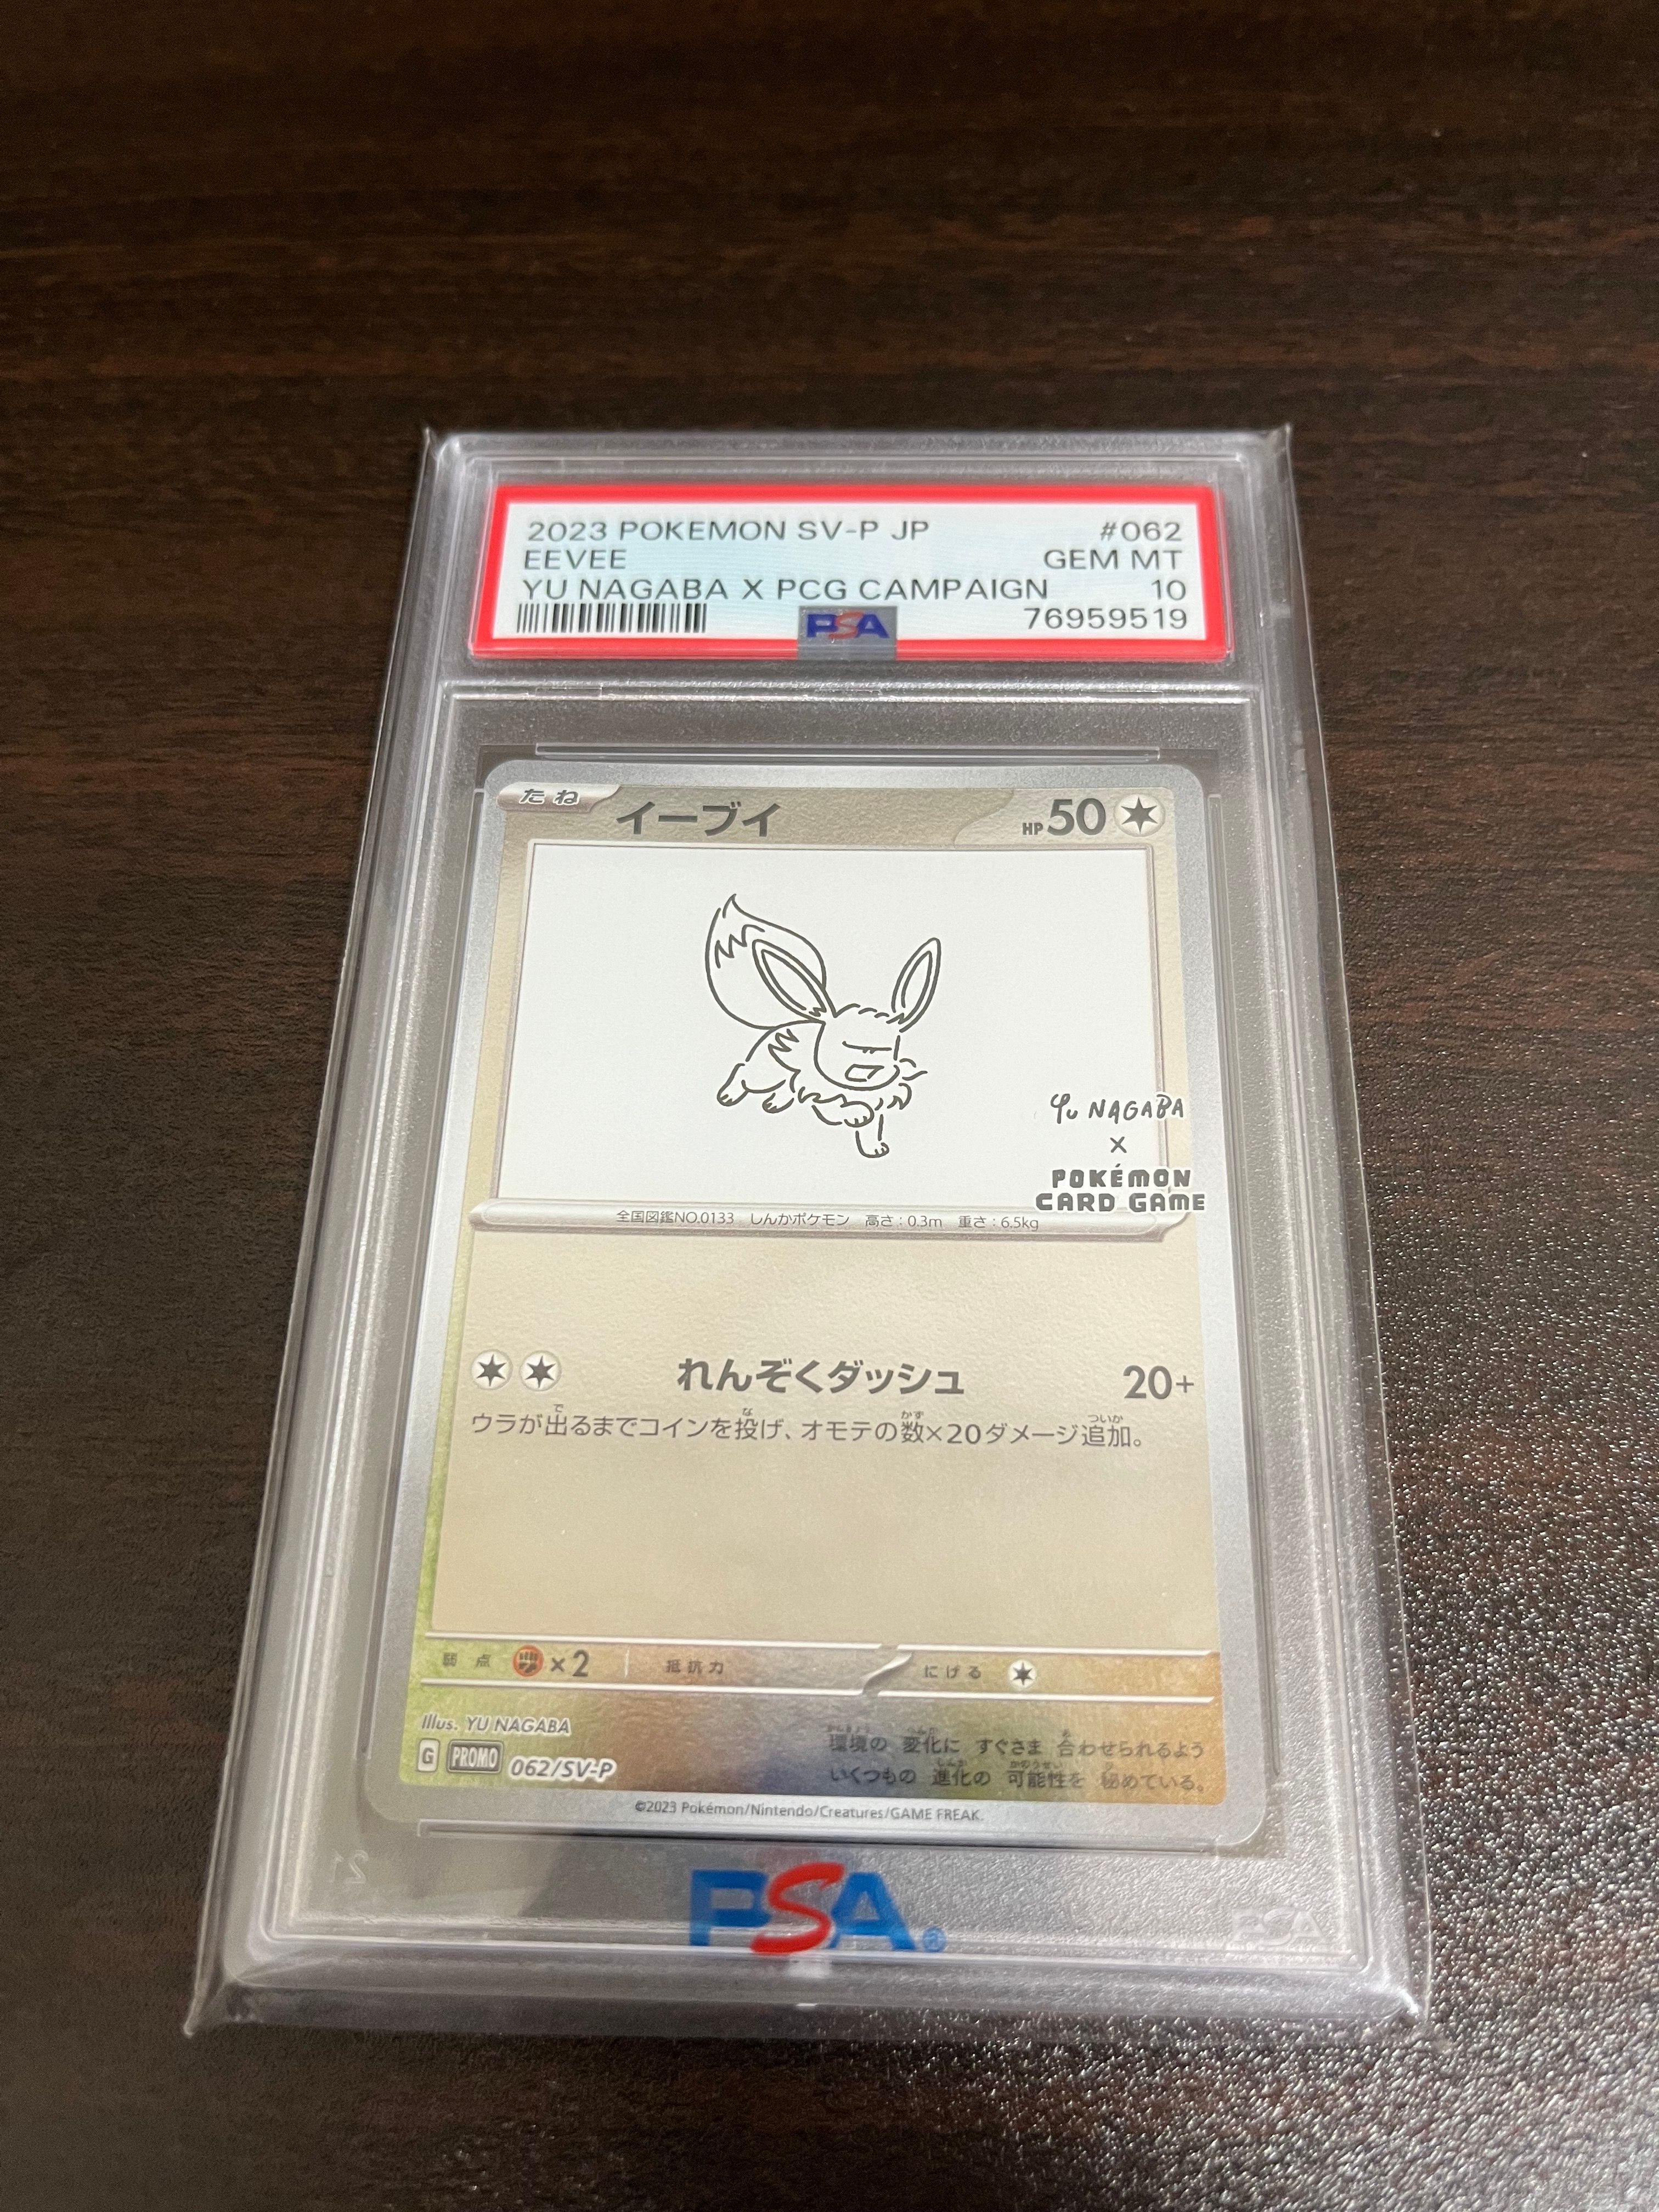 2023 POKEMON SV-P JP #062
EEVEE GEM MT
YU NAGABA X PCG CAMPAIGN 10
PSA 76959519
たね イーブイ HP 50
Yu NAGABA
×
POKÉMON
CARD GAME
全国図鑑NO.0133 しんかポケモン 高さ:0.3m 重さ:6.5kg
れんぞくダッシュ 20+
ウラが出るまでコインを投げ、オモテの数×20ダメージ追加。
弱点 ×2 抵抗力 にげる
Illus. YU NAGABA
G PROMO 062/SV-P
環境の 変化に すぐさま 合わせられるよう
いくつもの 進化の 可能性を 秘めている。
©2023 Pokémon/Nintendo/Creatures/GAME FREAK.
PSA®
PSA